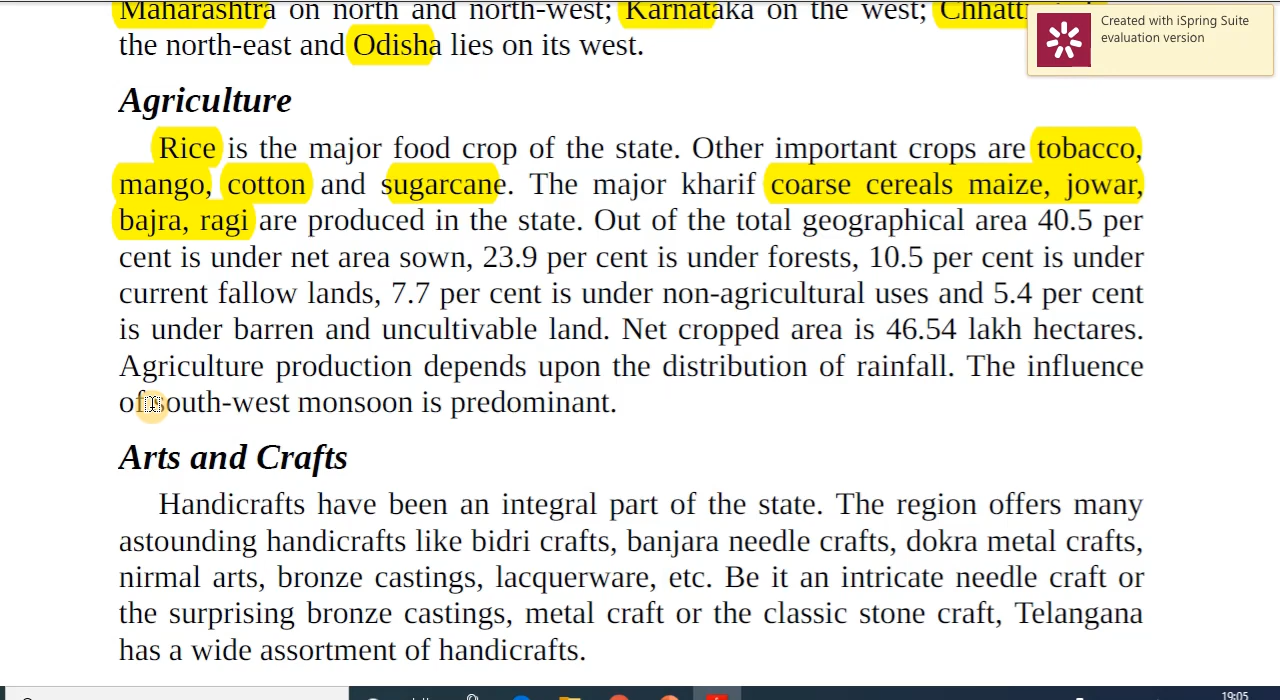 Maharashtra on north and north-west; Karnataka on the west;
the north-east and Odisha lies on its west.
Created with iSpring Suite
evaluation version
Agriculture
Rice is the major food crop of the state. Other important crops are tobacco,
mango, cotton and sugarcane. The major kharif coarse cereals maize, jowar,
bajra, ragi are produced in the state. Out of the total geographical area 40.5 per
cent is under net area sown, 23.9 per cent is under forests, 10.5 per cent is under
current fallow lands, 7.7 per cent is under non-agricultural uses and 5.4 per cent
is under barren and uncultivable land. Net cropped area is 46.54 lakh hectares.
Agriculture production depends upon the distribution of rainfall. The influence
of south-west monsoon is predominant.
Arts and Crafts
Handicrafts have been an integral part of the state. The region offers many
astounding handicrafts like bidri crafts, banjara needle crafts, dokra metal crafts,
nirmal arts, bronze castings, lacquerware, etc. Be it an intricate needle craft or
the surprising bronze castings, metal craft or the classic stone craft, Telangana
has a wide assortment of handicrafts.
19:05